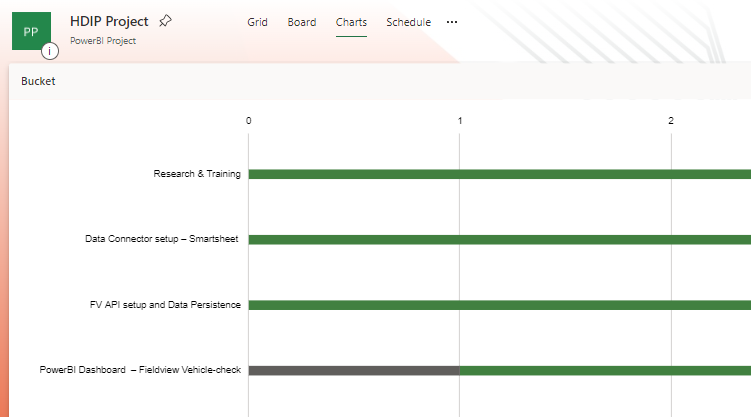 PP
HDIP Project
PowerBI Project
i
Grid Board Charts Schedule ...
Bucket
0 1 2
Research & Training
Data Connector setup – Smartsheet
FV API setup and Data Persistence
PowerBI Dashboard – Fieldview Vehicle-check